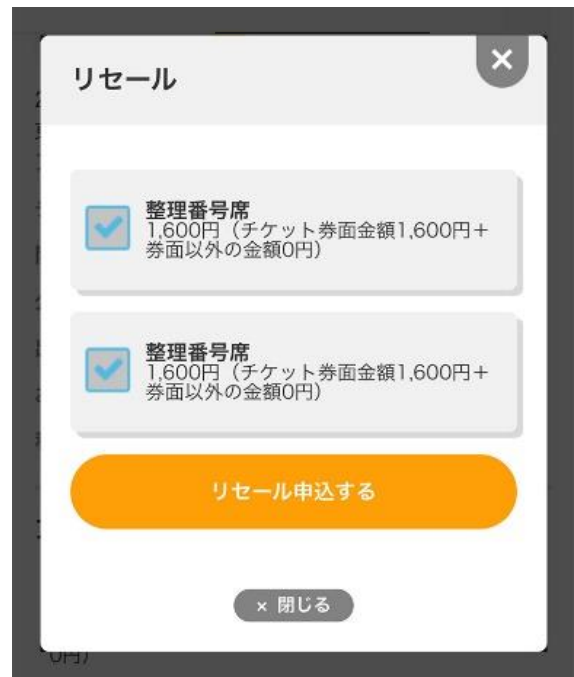 リセール
×
整理番号席
1,600円（チケット券面金額1,600円＋
券面以外の金額0円）
整理番号席
1,600円（チケット券面金額1,600円＋
券面以外の金額0円）
リセール申込する
× 閉じる
0円）